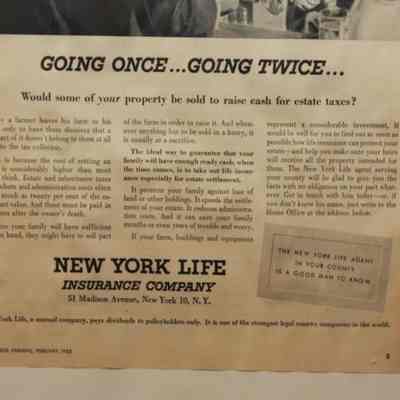 GOING ONCE...GOING TWICE...
Would some of your property be sold to raise cash for estate taxes?
a farmer leaves his farm to his
only to have them discover that a
of it doesn't belong to them at all
the tax collector.
is because the cost of settling an
is considerably higher than most
think. Estate and inheritance taxes
and administration costs often
much as twenty per cent of the
value. And these must be paid in
after the owner's death.
your family will have sufficient
hand, they might have to sell part
of the farm in order to raise it. And when-
ever anything has to be sold in a hurry, it
is usually at a sacrifice.
The ideal way to guarantee that your
family will have enough ready cash, when
the time comes, is to take out life insur-
ance especially for estate settlement.
It protects your family against loss of
land or other holdings. It speeds the settle-
ment of your estate. It reduces administra-
tion costs. And it can save your family
months or even years of trouble and worry.
If your farm, buildings and equipment
represent a considerable investment, it
would be well for you to find out as soon as
possible how life insurance can protect your
estate—and help you make sure your heirs
will receive all the property intended for
them. The New York Life agent serving
your county will be glad to give you the
facts with no obligation on your part what-
ever. Get in touch with him today—or, if
you don't know his name, just write to the
Home Office at the address below.
NEW YORK LIFE
INSURANCE COMPANY
51 Madison Avenue, New York 10, N. Y.
THE NEW YORK LIFE AGENT
IN YOUR COUNTY
IS A GOOD MAN TO KNOW
York Life, a mutual company, pays dividends to policyholders only. It is one of the strongest legal reserve companies in the world.
FARMING, FEBRUARY,